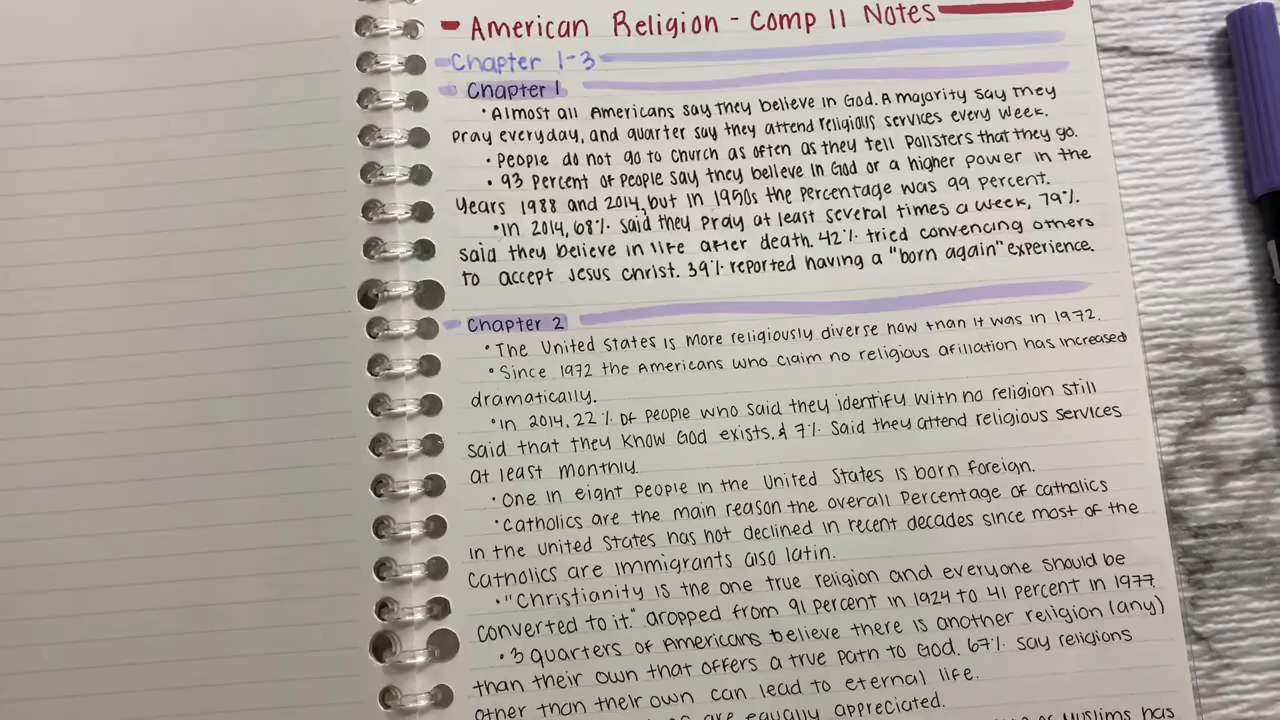 - American Religion - Comp II Notes
Chapter 1-3
Chapter 1
• Almost all Americans say they believe in God. A majority say they
pray everyday, and quarter say they attend religious services every week.
• People do not go to church as often as they tell pollsters that they go.
• 93 Percent of People say they believe in God or a higher power in the
years 1988 and 2014, but in 1950s the percentage was 99 percent.
• In 2014, 68% said they pray at least several times a week, 79%
said they believe in life after death. 42% tried convencing others
to accept Jesus Christ. 39% reported having a "born again" experience.
Chapter 2
• The United States is more religiously diverse now than it was in 1972.
• Since 1972 the Americans who claim no religious afiliation has increased
dramatically.
• In 2014, 22% of people who said they identify with no religion still
said that they know God exists, & 7% said they attend religious services
at least monthly.
• One in eight people in the United States is born foreign.
• Catholics are the main reason the overall percentage of catholics
in the United States has not declined in recent decades since most of the
Catholics are immigrants also latin.
• "Christianity is the one true religion and everyone should be
converted to it." dropped from 91 percent in 1924 to 41 percent in 1977
• 3 quarters of Americans believe there is another religion (any)
than their own that offers a true path to God. 67% say religions
other than their own can lead to eternal life.
are equally appreciated.
Muslims has